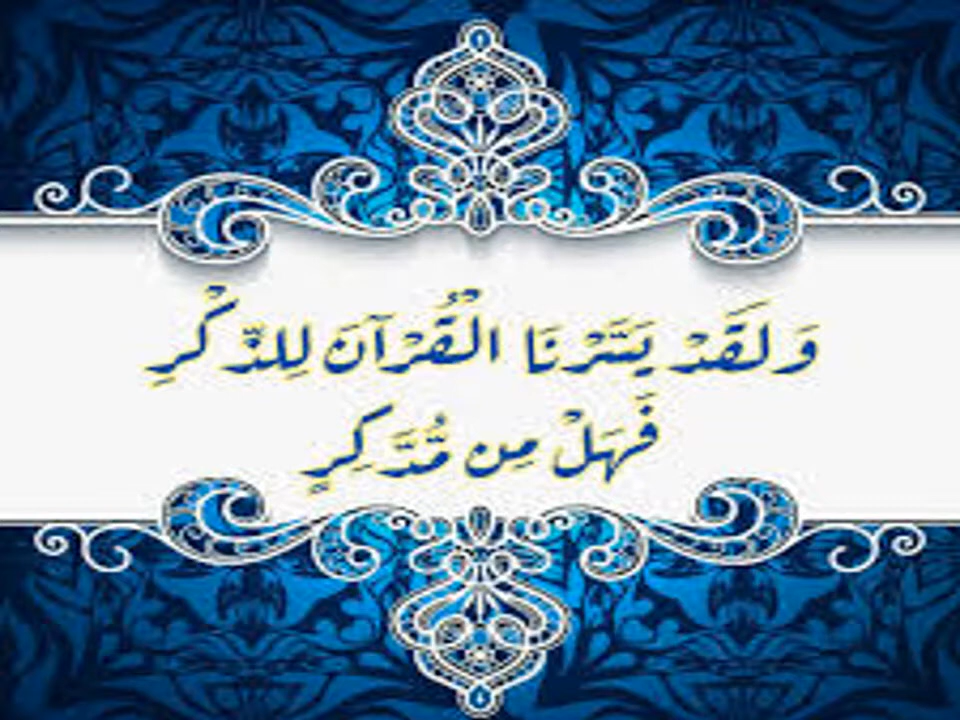 وَلَقَدْ يَسَّرْنَا الْقُرْآنَ لِلذِّكْرِ
فَهَلْ مِن مُّدَّكِرٍ